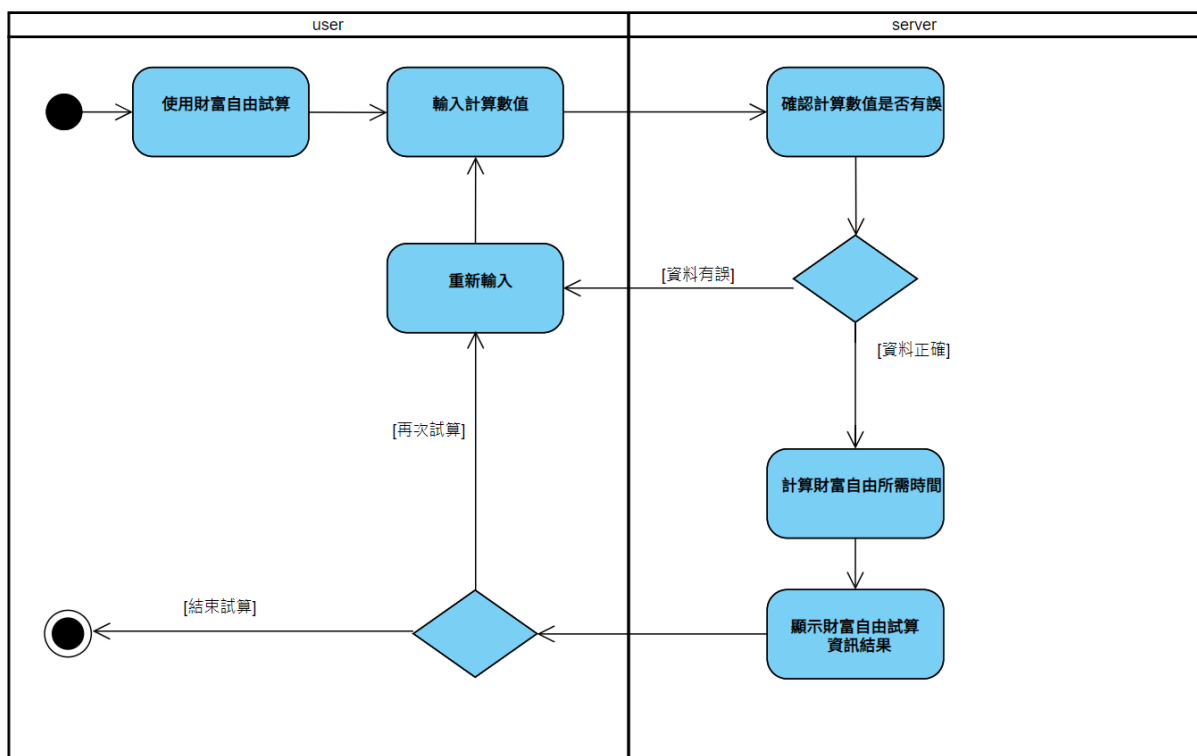 user
server
使用財富自由試算
輸入計算數值
確認計算數值是否有誤
重新輸入
[資料有誤]
[資料正確]
[再次試算]
計算財富自由所需時間
[結束試算]
顯示財富自由試算
資訊結果